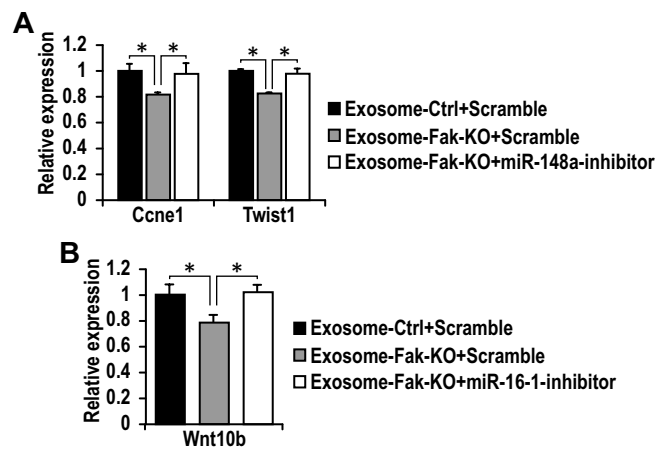 A
Relative expression
1.2
1
0.8
0.6
0.4
0.2
0
* * * *
Ccne1 Twist1
Exosome-Ctrl+Scramble
Exosome-Fak-KO+Scramble
Exosome-Fak-KO+miR-148a-inhibitor
B
Relative expression
1.2
1
0.8
0.6
0.4
0.2
0
* *
Wnt10b
Exosome-Ctrl+Scramble
Exosome-Fak-KO+Scramble
Exosome-Fak-KO+miR-16-1-inhibitor